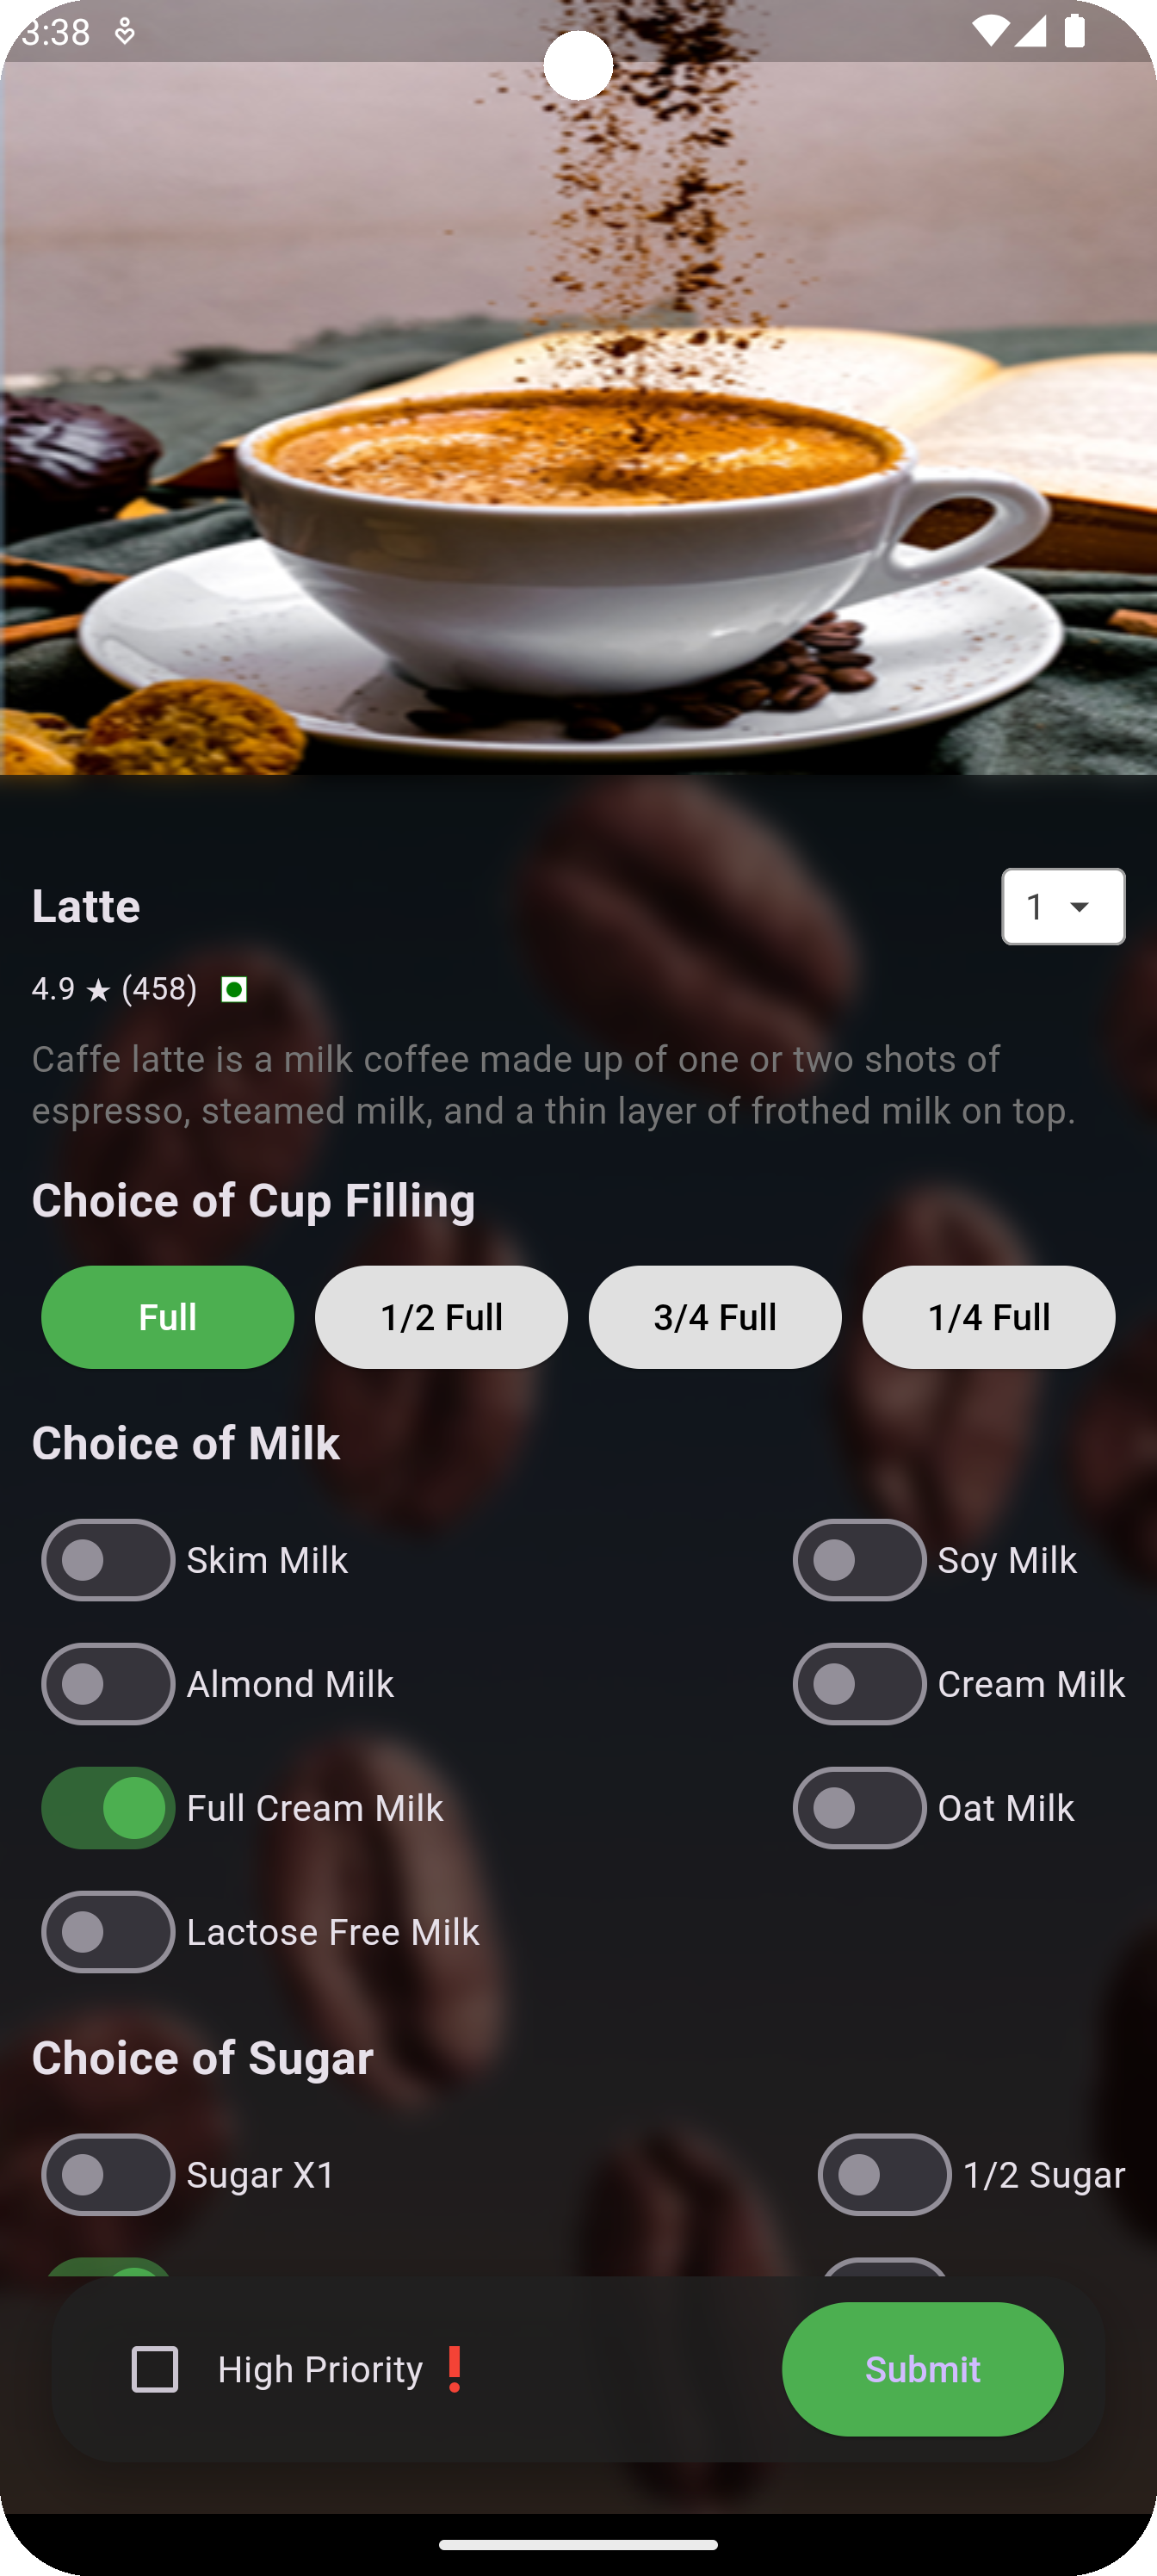 3:38
Latte
1
4.9 ★ (458)
Caffe latte is a milk coffee made up of one or two shots of
espresso, steamed milk, and a thin layer of frothed milk on top.
Choice of Cup Filling
Full 1/2 Full 3/4 Full 1/4 Full
Choice of Milk
Skim Milk Soy Milk
Almond Milk Cream Milk
Full Cream Milk Oat Milk
Lactose Free Milk
Choice of Sugar
Sugar X1 1/2 Sugar
High Priority ❗ Submit